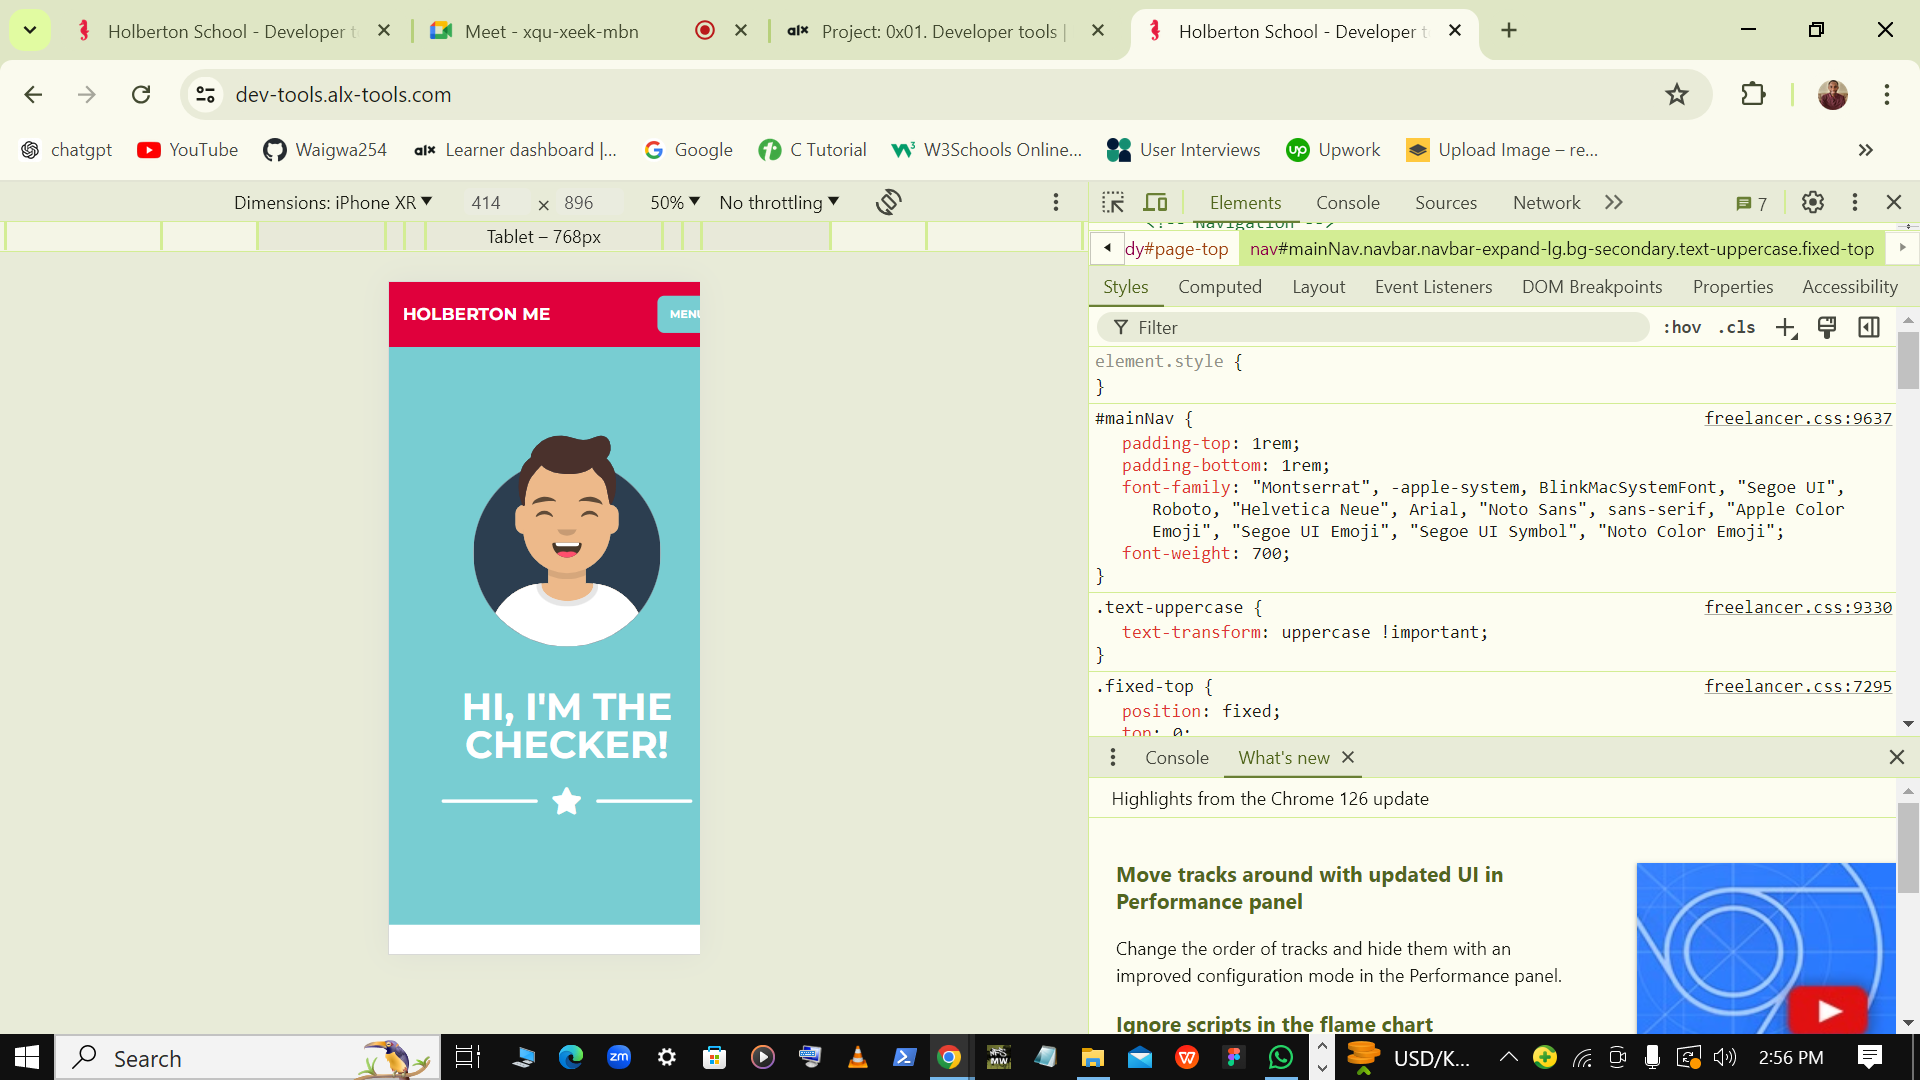 Holberton School - Developer t
Meet - xqu-xeek-mbn
alx Project: 0x01. Developer tools |
Holberton School - Developer t
dev-tools.alx-tools.com
chatgpt
YouTube
Waigwa254
alx Learner dashboard |...
Google
C Tutorial
W3Schools Online...
User Interviews
up Upwork
Upload Image – re...
Dimensions: iPhone XR 414 × 896 50% No throttling
Tablet – 768px
HOLBERTON ME
MENU
HI, I'M THE
CHECKER!
Elements Console Sources Network 7
<!-- Navigation -->
dy#page-top nav#mainNav.navbar.navbar-expand-lg.bg-secondary.text-uppercase.fixed-top
Styles Computed Layout Event Listeners DOM Breakpoints Properties Accessibility
Filter :hov .cls
element.style {
}
#mainNav { freelancer.css:9637
padding-top: 1rem;
padding-bottom: 1rem;
font-family: "Montserrat", -apple-system, BlinkMacSystemFont, "Segoe UI",
Roboto, "Helvetica Neue", Arial, "Noto Sans", sans-serif, "Apple Color
Emoji", "Segoe UI Emoji", "Segoe UI Symbol", "Noto Color Emoji";
font-weight: 700;
}
.text-uppercase { freelancer.css:9330
text-transform: uppercase !important;
}
.fixed-top { freelancer.css:7295
position: fixed;
top: 0;
Console What's new
Highlights from the Chrome 126 update
Move tracks around with updated UI in
Performance panel
Change the order of tracks and hide them with an
improved configuration mode in the Performance panel.
Ignore scripts in the flame chart
Search
zm
USD/K...
2:56 PM